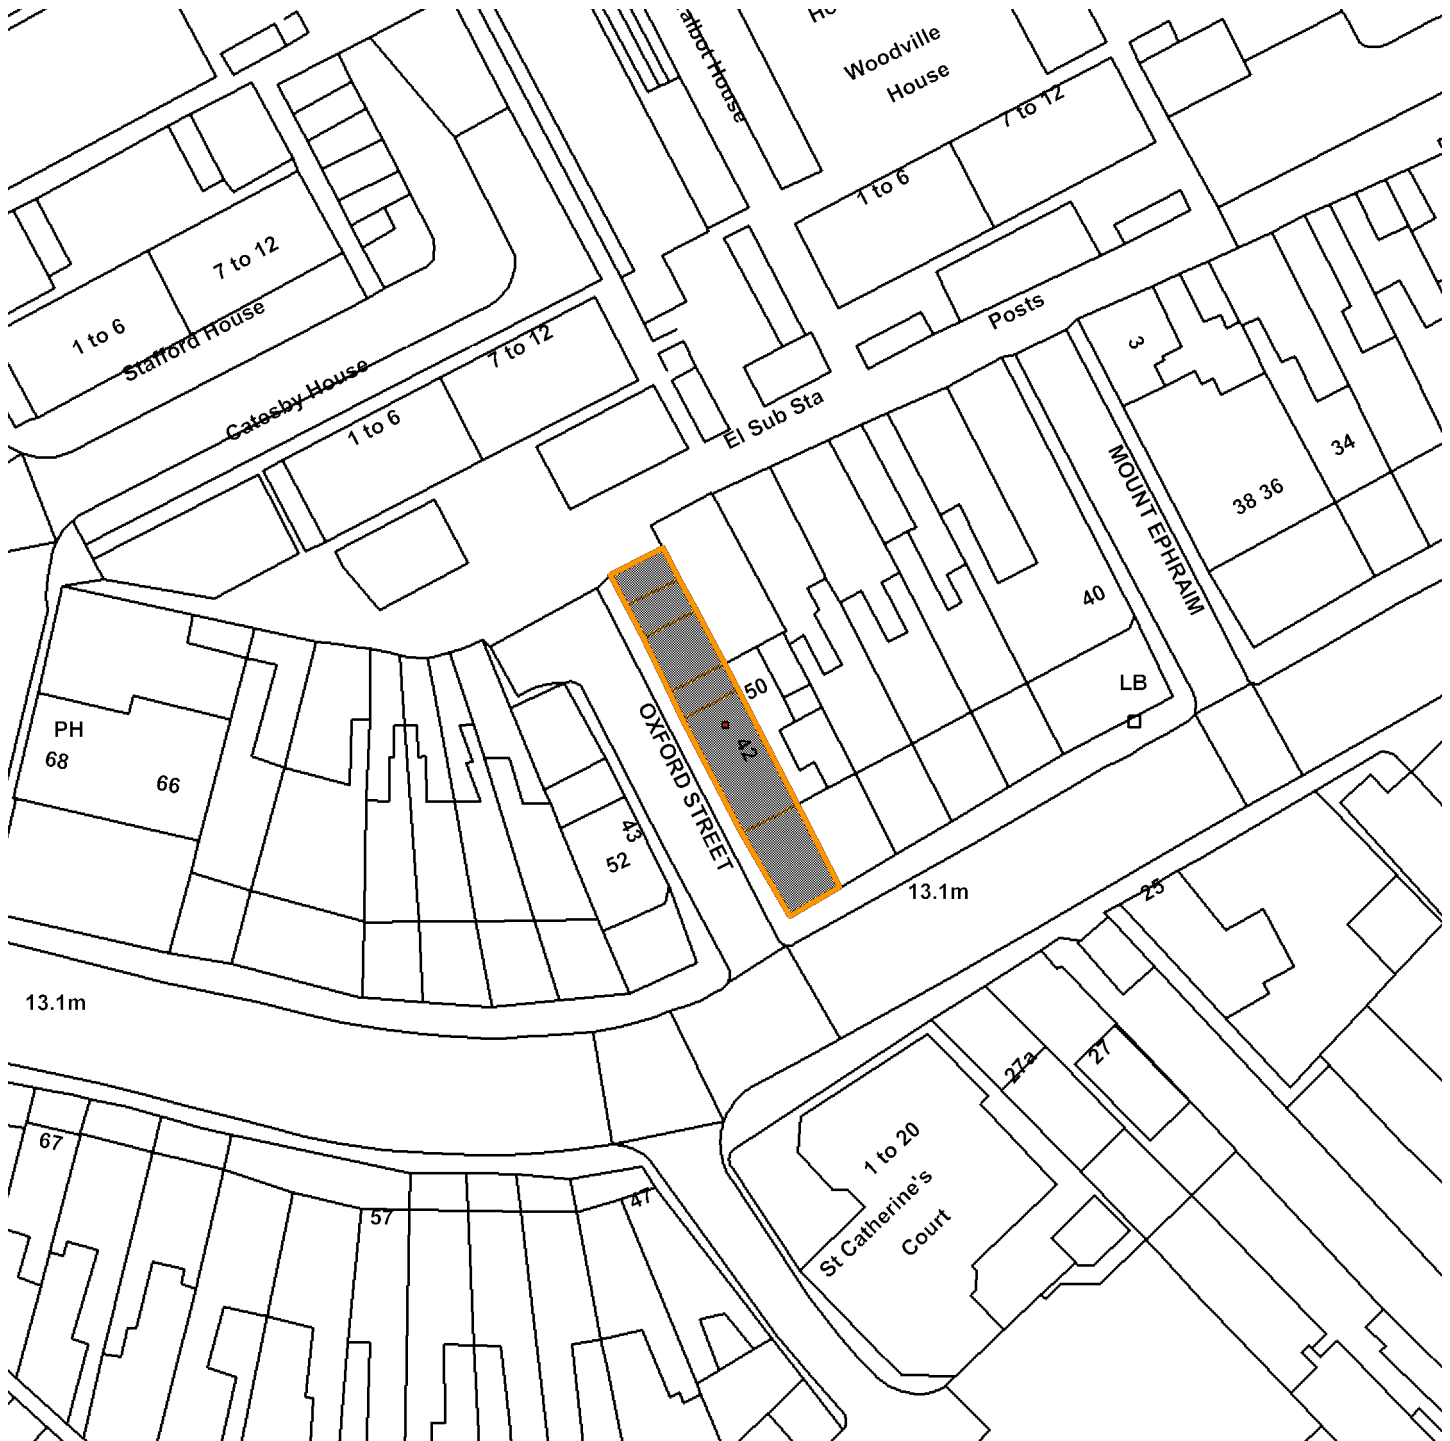 Woodville
House
7 to 12
1 to 6
7 to 12
1 to 6
Stafford House
Catesby House
7 to 12
1 to 6
Posts
El Sub Sta
3
34
38 36
MOUNT EPHRAIM
40
LB
50
42
OXFORD STREET
43
52
PH
68
66
13.1m
25
13.1m
27a
27
1 to 20
St Catherine's
Court
67
57
47